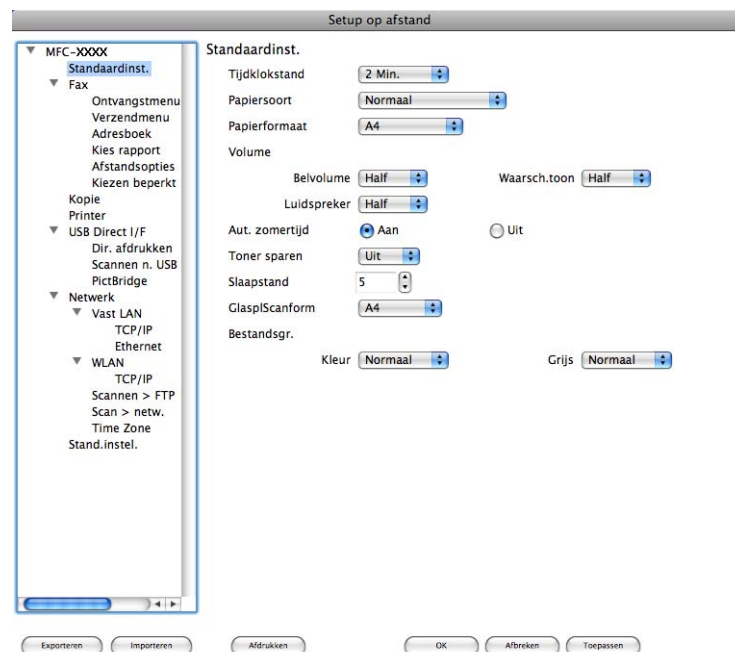 Setup op afstand
MFC-XXXX
Standaardinst.
Fax
Ontvangstmenu
Verzendmenu
Adresboek
Kies rapport
Afstandsopties
Kiezen beperkt
Kopie
Printer
USB Direct I/F
Dir. afdrukken
Scannen n. USB
PictBridge
Netwerk
Vast LAN
TCP/IP
Ethernet
WLAN
TCP/IP
Scannen > FTP
Scan > netw.
Time Zone
Stand.instel.
Standaardinst.
Tijdklokstand 2 Min.
Papiersoort Normaal
Papierformaat A4
Volume
Belvolume Half Waarsch.toon Half
Luidspreker Half
Aut. zomertijd Aan Uit
Toner sparen Uit
Slaapstand 5
GlasplScanform A4
Bestandsgr.
Kleur Normaal Grijs Normaal
Exporteren Importeren Afdrukken OK Afbreken Toepassen